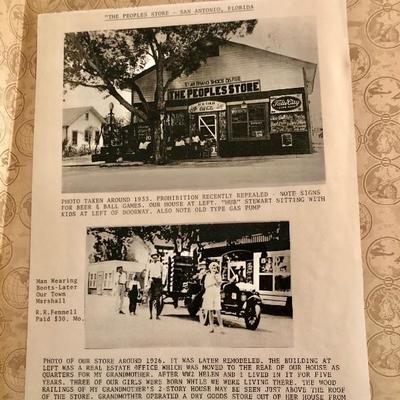 "THE PEOPLES STORE - SAN ANTONIO, FLORIDA
STAR BRAND SHOES
THE PEOPLES STORE
PHOTO TAKEN AROUND 1933. PROHIBITION RECENTLY REPEALED - NOTE SIGNS
FOR BEER & BALL GAMES. OUR HOUSE AT LEFT. "HUB" STEWART SITTING WITH
KIDS AT LEFT OF DOORWAY. ALSO NOTE OLD TYPE GAS PUMP
Man Wearing
Boots-Later
Our Town
Marshall
R.R.Fennell
Paid $30. Mo.
PHOTO OF OUR STORE AROUND 1926. IT WAS LATER REMODELED. THE BUILDING AT
LEFT WAS A REAL ESTATE OFFICE WHICH WAS MOVED TO THE REAR OF OUR HOUSE AS
QUARTERS FOR MY GRANDMOTHER. AFTER WW2 HELEN AND I LIVED IN IT FOR FIVE
YEARS. THREE OF OUR GIRLS WERE BORN WHILE WE WERE LIVING THERE. THE WOOD
RAILINGS OF MY GRANDMOTHER'S 2-STORY HOUSE MAY BE SEEN JUST ABOVE THE ROOF
OF THE STORE. GRANDMOTHER OPERATED A DRY GOODS STORE OUT OF HER HOUSE FROM